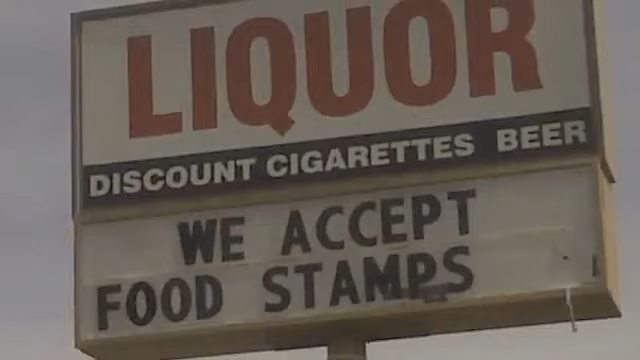 LIQUOR
DISCOUNT CIGARETTES BEER
WE ACCEPT
FOOD STAMPS